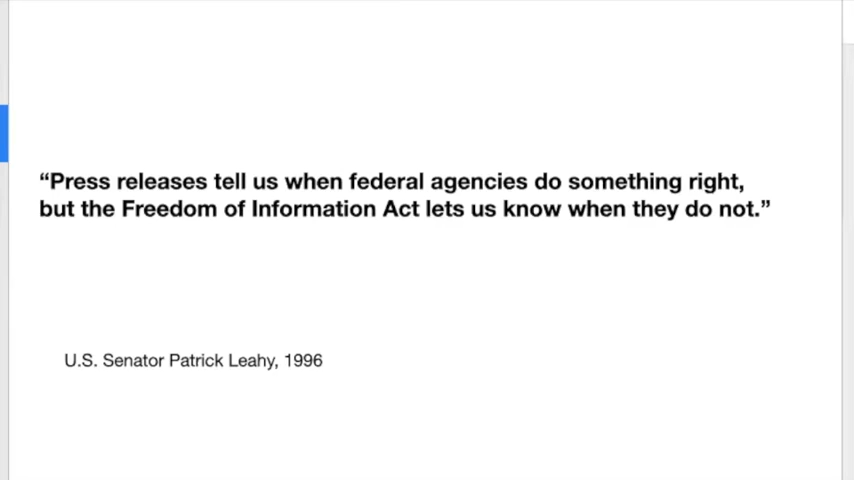 “Press releases tell us when federal agencies do something right,
but the Freedom of Information Act lets us know when they do not.”
U.S. Senator Patrick Leahy, 1996